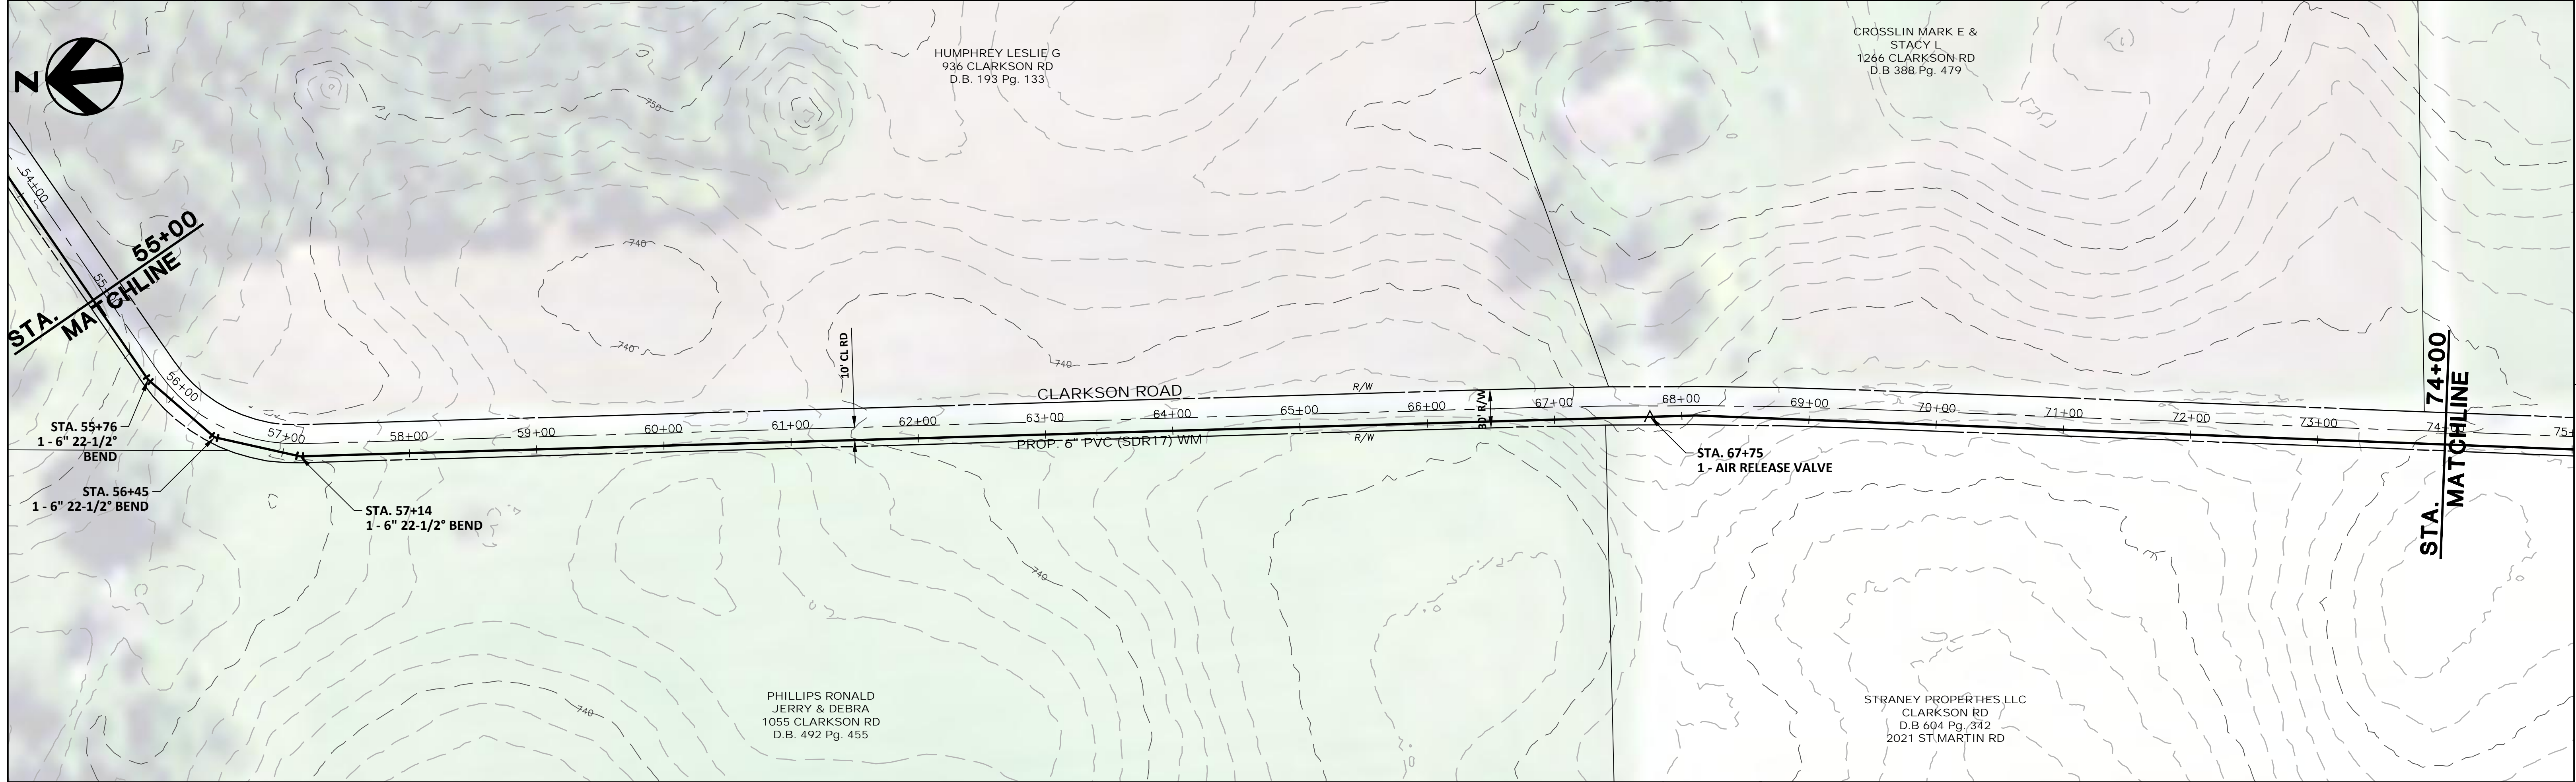 N
HUMPHREY LESLIE G
936 CLARKSON RD
D.B. 193 Pg. 133
CROSSLIN MARK E &
STACY L
1266 CLARKSON RD
D.B 388 Pg. 479
750
740
740
740
54+00
STA. 55+00
MATCHLINE
56+00
57+00
58+00
59+00
60+00
61+00
62+00
63+00
64+00
65+00
66+00
67+00
68+00
69+00
70+00
71+00
72+00
73+00
10' CL RD
CLARKSON ROAD
R/W
PROP. 6" PVC (SDR17) WM
R/W
STA. 55+76
1 - 6" 22-1/2°
BEND
STA. 56+45
1 - 6" 22-1/2° BEND
STA. 57+14
1 - 6" 22-1/2° BEND
STA. 67+75
1 - AIR RELEASE VALVE
STA. 74+00
MATCHLINE
740
740
PHILLIPS RONALD
JERRY & DEBRA
1055 CLARKSON RD
D.B. 492 Pg. 455
STRANEY PROPERTIES LLC
CLARKSON RD
D.B 604 Pg. 342
2021 ST MARTIN RD